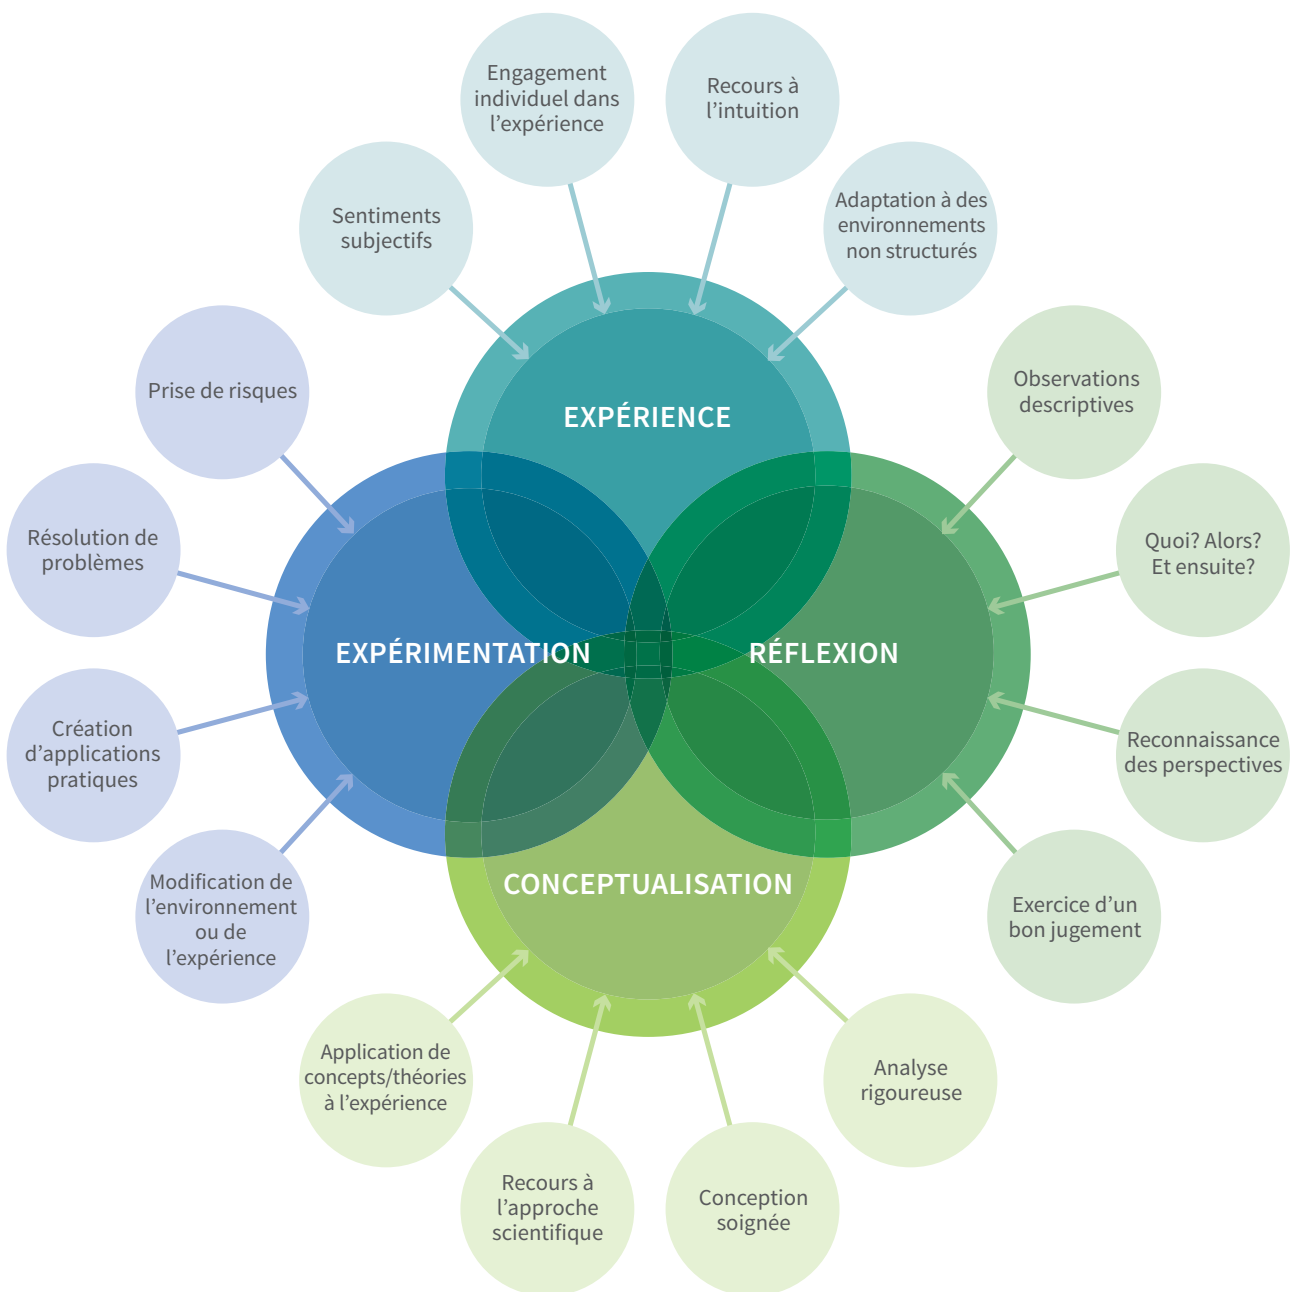 Engagement
individuel dans
l’expérience
Recours à
l’intuition
Sentiments
subjectifs
Adaptation à des
environnements
non structurés
Prise de risques
Observations
descriptives
EXPÉRIENCE
Résolution de
problèmes
Quoi? Alors?
Et ensuite?
EXPÉRIMENTATION
RÉFLEXION
Création
d’applications
pratiques
Reconnaissance
des perspectives
Modification de
l’environnement
ou de
l’expérience
CONCEPTUALISATION
Exercice d’un
bon jugement
Application de
concepts/théories
à l’expérience
Analyse
rigoureuse
Recours à
l’approche
scientifique
Conception
soignée